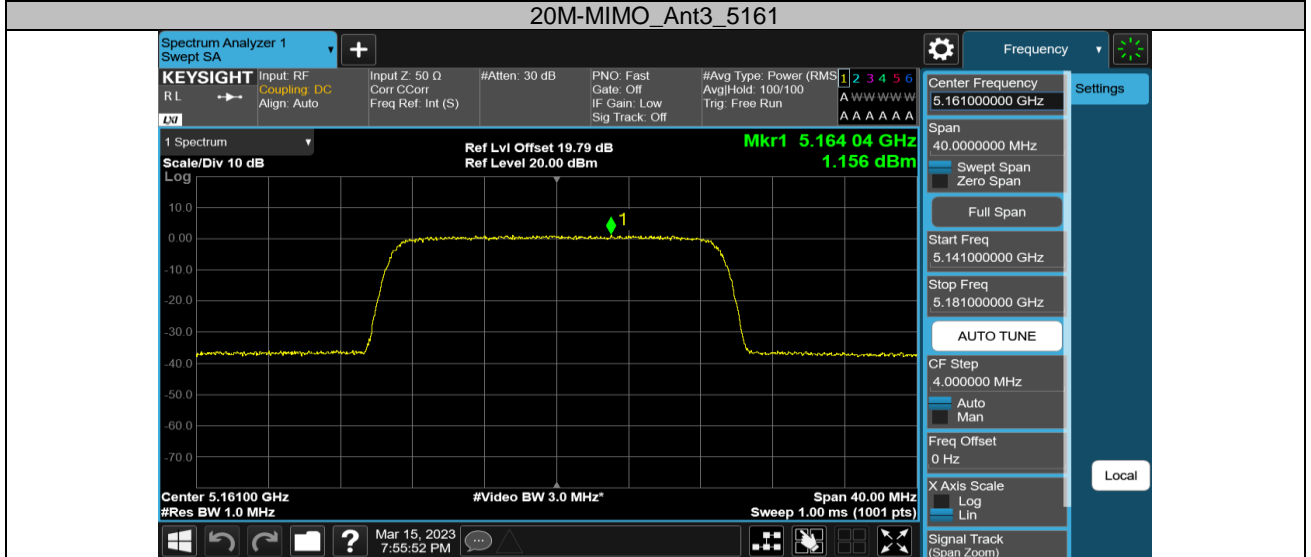 20M-MIMO_Ant3_5161
Spectrum Analyzer 1
Swept SA
Frequency
KEYSIGHT
RL
LXI
Input: RF
Coupling: DC
Align: Auto
Input Z: 50 Ω
Corr CCorr
Freq Ref: Int (S)
#Atten: 30 dB
PNO: Fast
Gate: Off
IF Gain: Low
Sig Track: Off
#Avg Type: Power (RMS
Avg|Hold: 100/100
Trig: Free Run
1 2 3 4 5 6
A W W W W W
A A A A A A
1 Spectrum
Scale/Div 10 dB
Log
Ref Lvl Offset 19.79 dB
Ref Level 20.00 dBm
Mkr1 5.164 04 GHz
1.156 dBm
1
10.0
0.00
-10.0
-20.0
-30.0
-40.0
-50.0
-60.0
-70.0
Center 5.16100 GHz
#Res BW 1.0 MHz
#Video BW 3.0 MHz*
Span 40.00 MHz
Sweep 1.00 ms (1001 pts)
Center Frequency
5.161000000 GHz
Settings
Span
40.0000000 MHz
Swept Span
Zero Span
Full Span
Start Freq
5.141000000 GHz
Stop Freq
5.181000000 GHz
AUTO TUNE
CF Step
4.000000 MHz
Auto
Man
Freq Offset
0 Hz
X Axis Scale
Log
Lin
Local
Signal Track
(Span Zoom)
?
Mar 15, 2023
7:55:52 PM